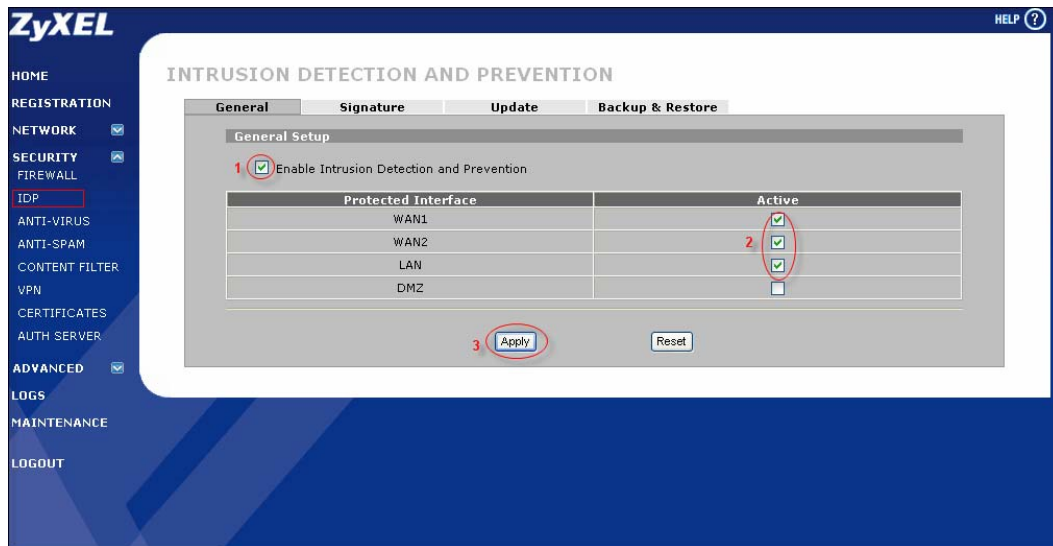 ZyXEL
HELP ?
HOME
REGISTRATION
NETWORK
SECURITY
FIREWALL
IDP
ANTI-VIRUS
ANTI-SPAM
CONTENT FILTER
VPN
CERTIFICATES
AUTH SERVER
ADVANCED
LOGS
MAINTENANCE
LOGOUT
INTRUSION DETECTION AND PREVENTION
General Signature Update Backup & Restore
General Setup
1 Enable Intrusion Detection and Prevention
Protected Interface Active
WAN1
WAN2 2
LAN
DMZ
3 Apply Reset